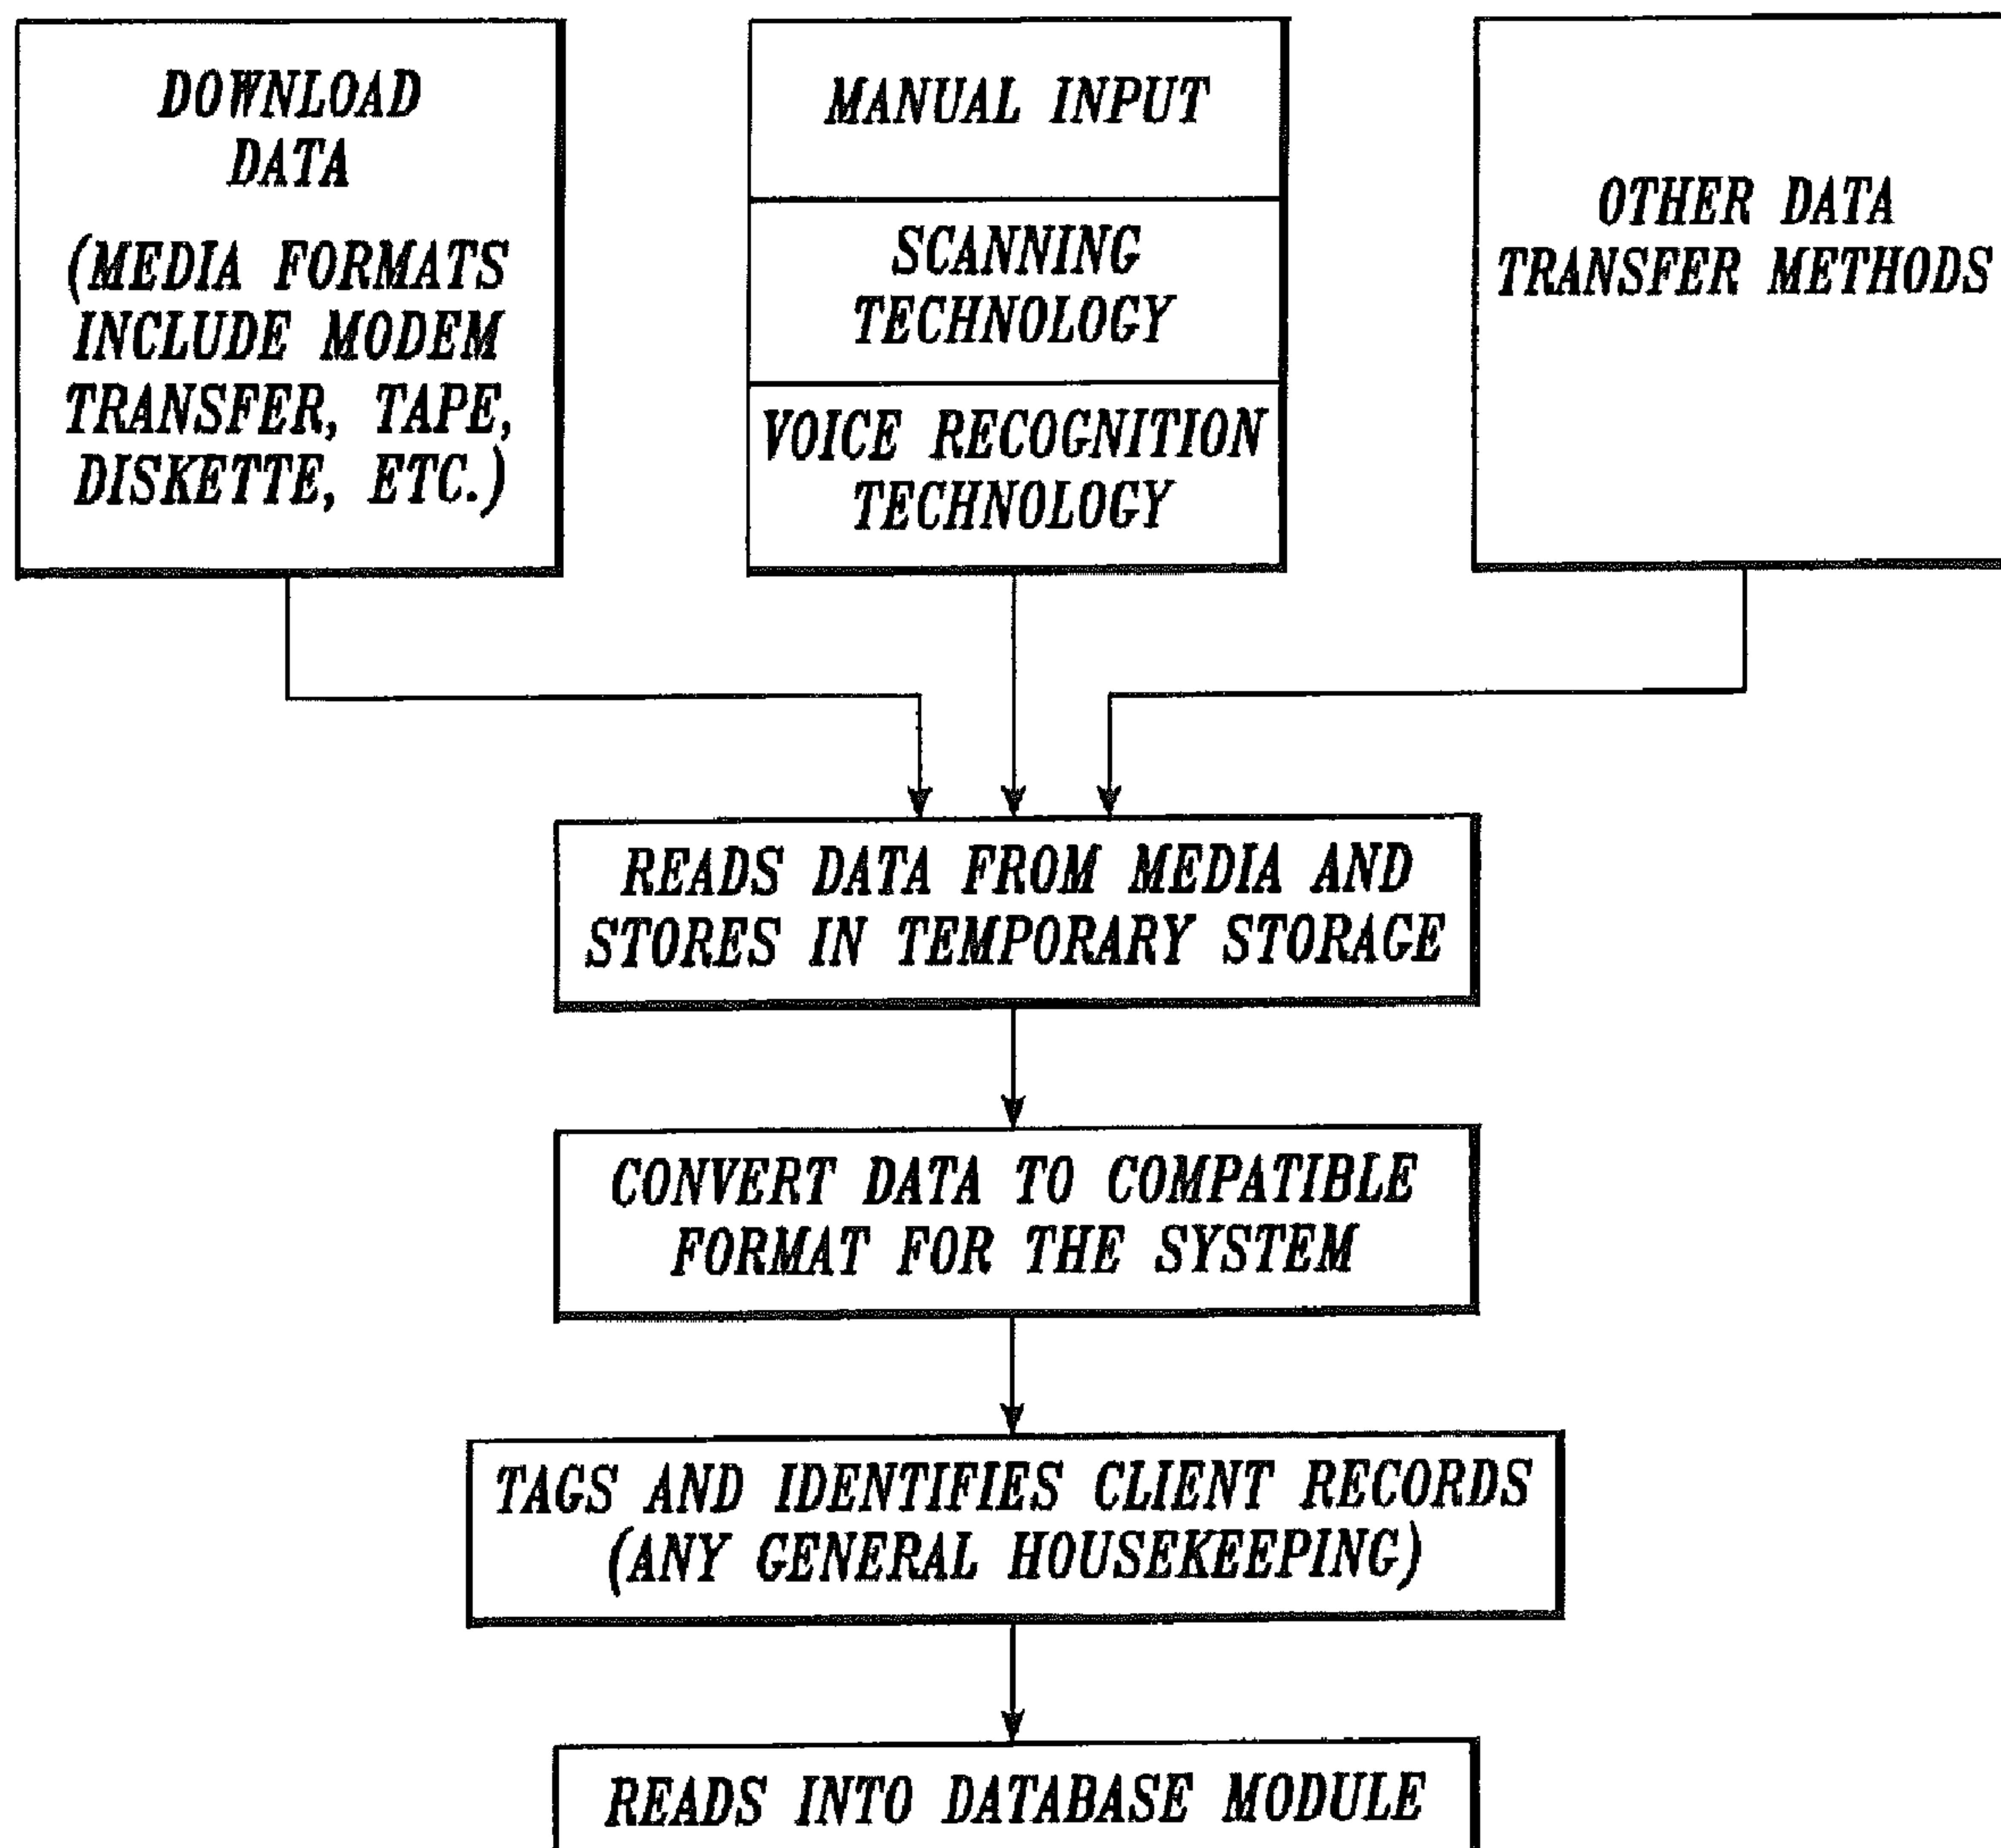 DOWNLOAD
DATA
(MEDIA FORMATS
INCLUDE MODEM
TRANSFER, TAPE,
DISKETTE, ETC.)
MANUAL INPUT
SCANNING
TECHNOLOGY
VOICE RECOGNITION
TECHNOLOGY
OTHER DATA
TRANSFER METHODS
READS DATA FROM MEDIA AND
STORES IN TEMPORARY STORAGE
CONVERT DATA TO COMPATIBLE
FORMAT FOR THE SYSTEM
TAGS AND IDENTIFIES CLIENT RECORDS
(ANY GENERAL HOUSEKEEPING)
READS INTO DATABASE MODULE